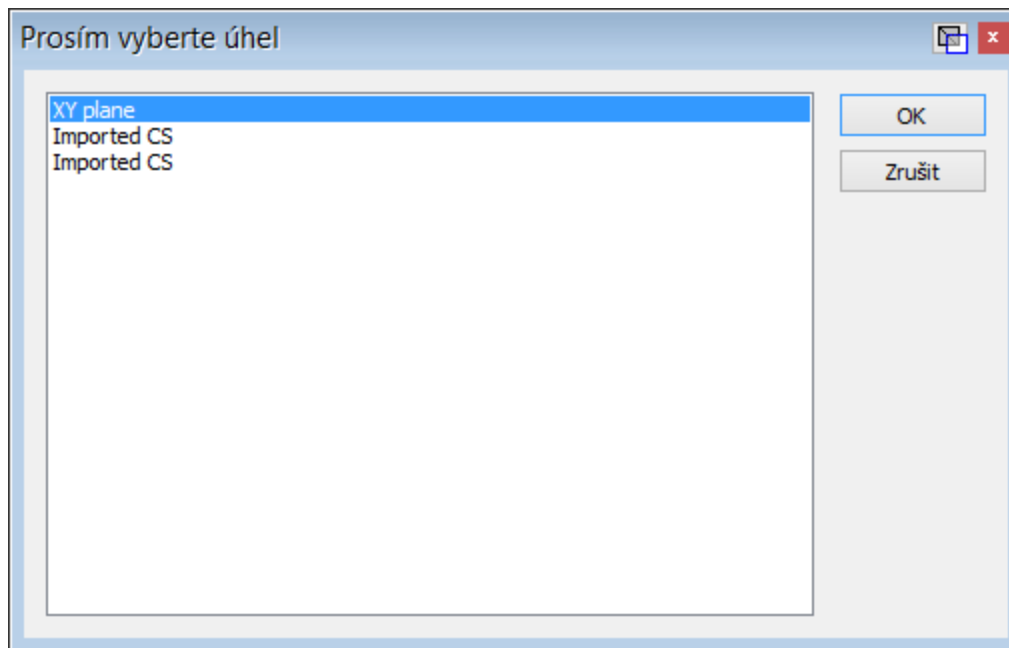 Prosím vyberte úhel
XY plane
Imported CS
Imported CS
OK
Zrušit